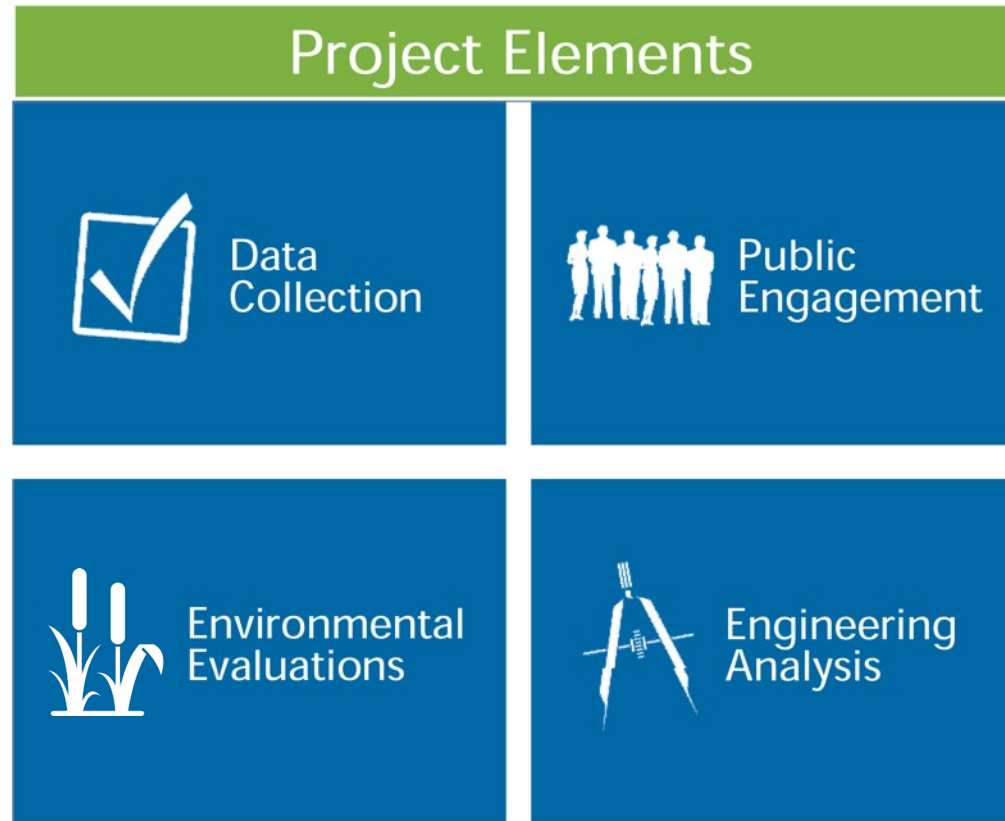 Project Elements
Data
Collection
Public
Engagement
Environmental
Evaluations
Engineering
Analysis